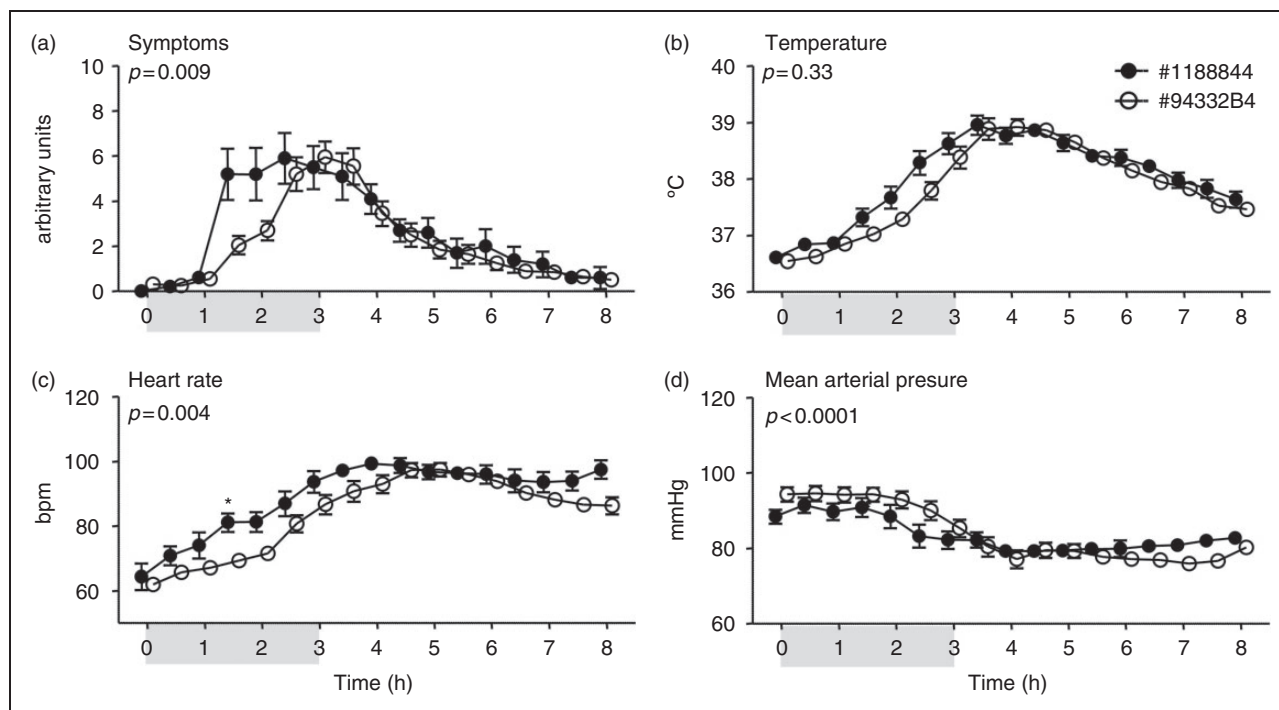 (a) Symptoms
p=0.009
10
8
6
4
2
0
arbitrary units
0 1 2 3 4 5 6 7 8
(b) Temperature
p=0.33
#1188844
#94332B4
40
39
38
37
36
ºC
0 1 2 3 4 5 6 7 8
(c) Heart rate
p=0.004
120
100
80
60
bpm
*
0 1 2 3 4 5 6 7 8
Time (h)
(d) Mean arterial presure
p<0.0001
120
100
80
60
mmHg
0 1 2 3 4 5 6 7 8
Time (h)